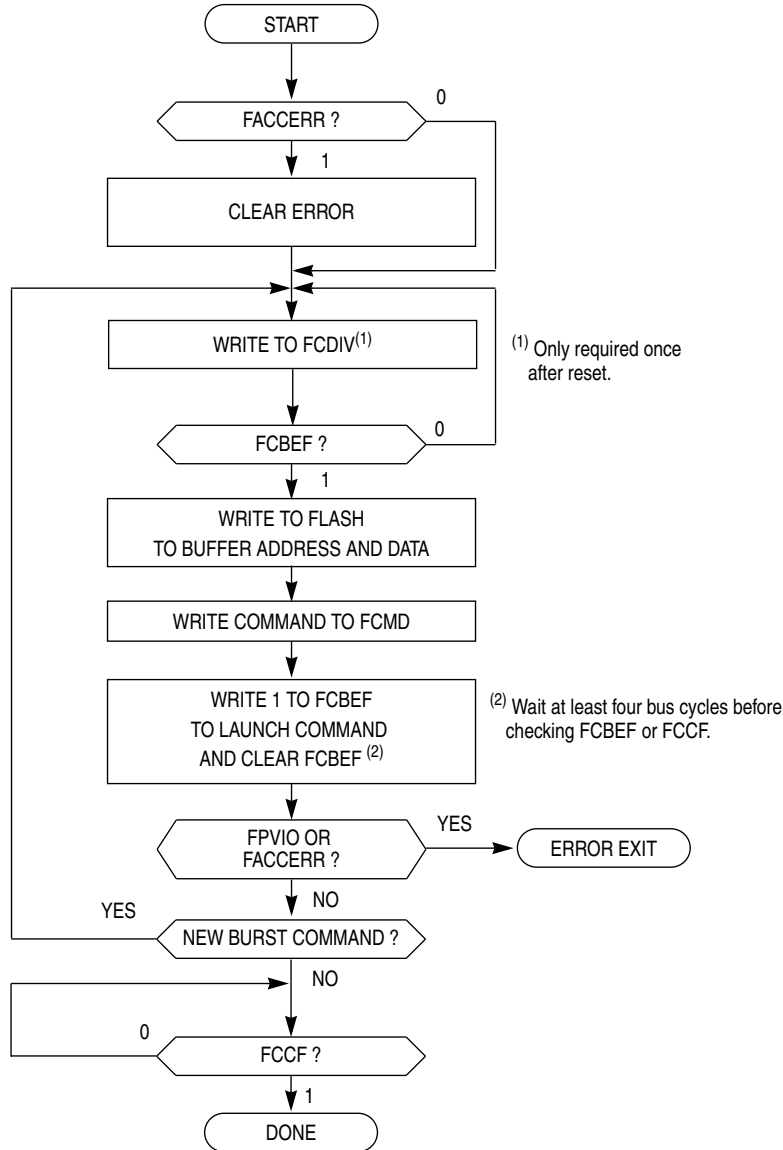 START
FACCERR ?
0
1
CLEAR ERROR
WRITE TO FCDIV(1)
(1) Only required once
after reset.
FCBEF ?
0
1
WRITE TO FLASH
TO BUFFER ADDRESS AND DATA
WRITE COMMAND TO FCMD
WRITE 1 TO FCBEF
TO LAUNCH COMMAND
AND CLEAR FCBEF (2)
(2) Wait at least four bus cycles before
checking FCBEF or FCCF.
FPVIO OR
FACCERR ?
YES
ERROR EXIT
NO
YES
NEW BURST COMMAND ?
NO
0
FCCF ?
1
DONE